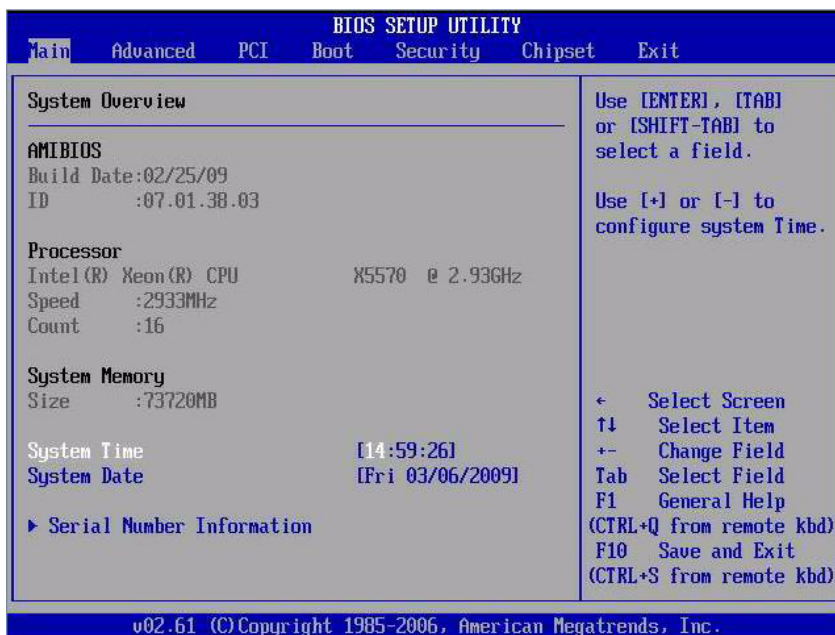 BIOS SETUP UTILITY
Main Advanced PCI Boot Security Chipset Exit
System Overview
AMIBIOS
Build Date:02/25/09
ID :07.01.38.03
Processor
Intel(R) Xeon(R) CPU X5570 @ 2.93GHz
Speed :2933MHz
Count :16
System Memory
Size :73720MB
System Time [14:59:26]
System Date [Fri 03/06/2009]
▶ Serial Number Information
Use [ENTER], [TAB]
or [SHIFT-TAB] to
select a field.
Use [+] or [-] to
configure system Time.
← Select Screen
↑↓ Select Item
+- Change Field
Tab Select Field
F1 General Help
(CTRL+Q from remote kbd)
F10 Save and Exit
(CTRL+S from remote kbd)
v02.61 (C)Copyright 1985-2006, American Megatrends, Inc.